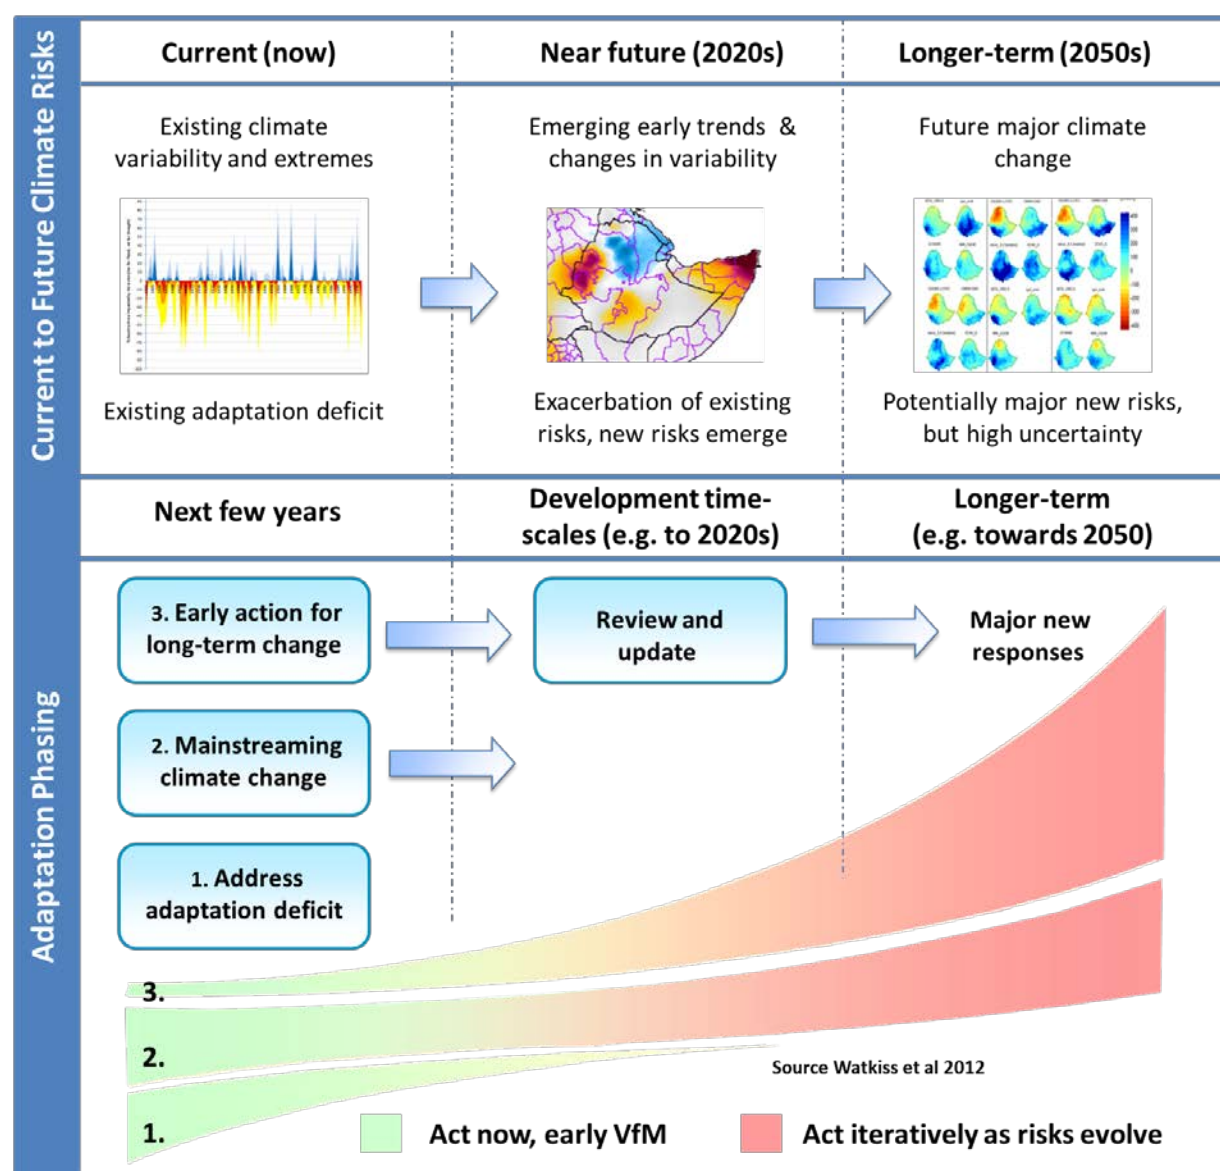 Current to Future Climate Risks
Current (now)
Near future (2020s)
Longer-term (2050s)
Existing climate
variability and extremes
Emerging early trends &
changes in variability
Future major climate
change
Existing adaptation deficit
Exacerbation of existing
risks, new risks emerge
Potentially major new risks,
but high uncertainty
Adaptation Phasing
Next few years
Development time-
scales (e.g. to 2020s)
Longer-term
(e.g. towards 2050)
3. Early action for
long-term change
Review and
update
Major new
responses
2. Mainstreaming
climate change
1. Address
adaptation deficit
3.
2.
1.
Source Watkiss et al 2012
Act now, early VfM
Act iteratively as risks evolve